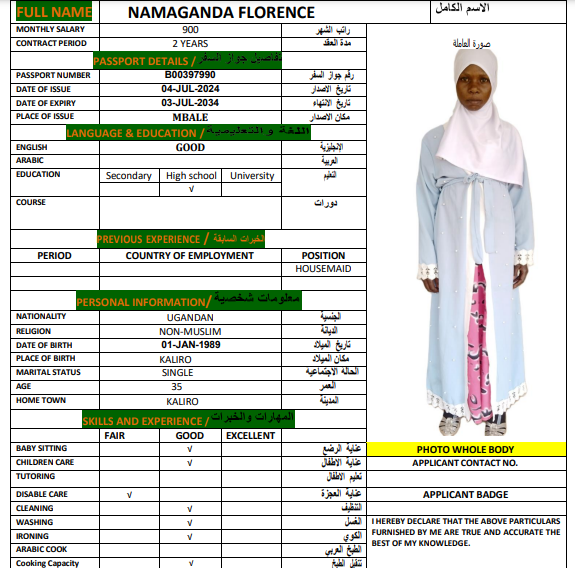 FULL NAME NAMAGANDA FLORENCE الاسم الكامل
MONTHLY SALARY 900 راتب الشهر
CONTRACT PERIOD 2 YEARS مدة العقد
صورة العاملة
PASSPORT DETAILS / تفاصيل جواز السفر
PASSPORT NUMBER B00397990 رقم جواز السفر
DATE OF ISSUE 04-JUL-2024 تاريخ الاصدار
DATE OF EXPIRY 03-JUL-2034 تاريخ الانتهاء
PLACE OF ISSUE MBALE مكان الاصدار
LANGUAGE & EDUCATION / اللغة و التعليمية
ENGLISH GOOD الإنجليزية
ARABIC العربية
EDUCATION Secondary High school University التعليم
√
COURSE دورات
PREVIOUS EXPERIENCE / الخبرات السابقة
PERIOD COUNTRY OF EMPLOYMENT POSITION
HOUSEMAID
PERSONAL INFORMATION/ معلومات شخصية
NATIONALITY UGANDAN الجنسية
RELIGION NON-MUSLIM الديانة
DATE OF BIRTH 01-JAN-1989 تاريخ الميلاد
PLACE OF BIRTH KALIRO مكان الميلاد
MARITAL STATUS SINGLE الحالة الاجتماعية
AGE 35 العمر
HOME TOWN KALIRO المدينة
SKILLS AND EXPERIENCE / المهارات والخبرات
FAIR GOOD EXCELLENT
BABY SITTING √ عناية الرضع
CHILDREN CARE √ عناية الاطفال
TUTORING تعليم الاطفال
DISABLE CARE √ عناية العجزة
CLEANING √ التنظيف
WASHING √ الغسل
IRONING √ الكوي
ARABIC COOK الطبخ العربي
Cooking Capacity √ الطبخ
PHOTO WHOLE BODY
APPLICANT CONTACT NO.
APPLICANT BADGE
I HEREBY DECLARE THAT THE ABOVE PARTICULARS
FURNISHED BY ME ARE TRUE AND ACCURATE THE
BEST OF MY KNOWLEDGE.